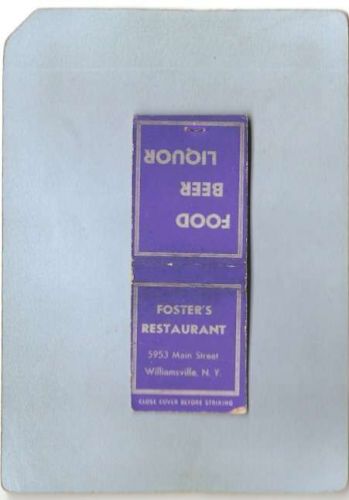 FOOD
BEER
LIQUOR
FOSTER'S
RESTAURANT
5953 Main Street
Williamsville, N. Y.
CLOSE COVER BEFORE STRIKING